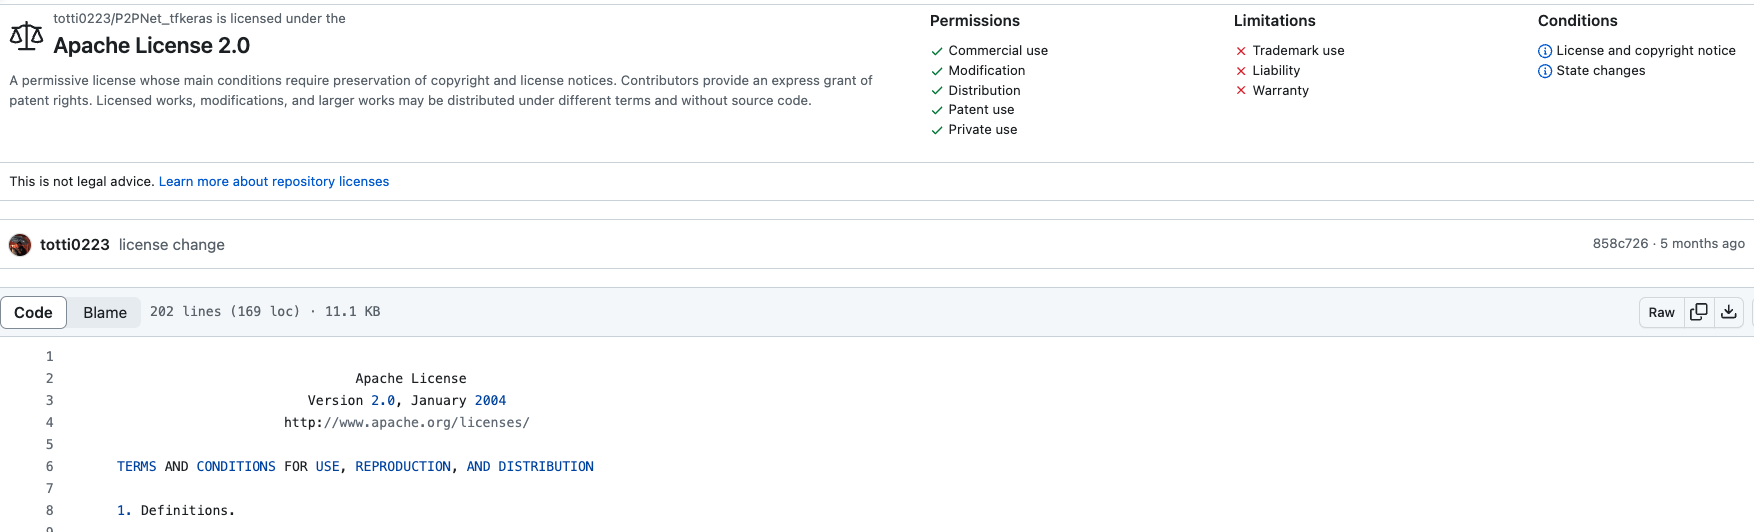 totti0223/P2PNet_tfkeras is licensed under the
Apache License 2.0
A permissive license whose main conditions require preservation of copyright and license notices. Contributors provide an express grant of
patent rights. Licensed works, modifications, and larger works may be distributed under different terms and without source code.
Permissions
Commercial use
Modification
Distribution
Patent use
Private use
Limitations
Trademark use
Liability
Warranty
Conditions
License and copyright notice
State changes
This is not legal advice. Learn more about repository licenses
totti0223 license change 858c726 · 5 months ago
Code Blame 202 lines (169 loc) · 11.1 KB Raw
1
2 Apache License
3 Version 2.0, January 2004
4 http://www.apache.org/licenses/
5
6 TERMS AND CONDITIONS FOR USE, REPRODUCTION, AND DISTRIBUTION
7
8 1. Definitions.
9